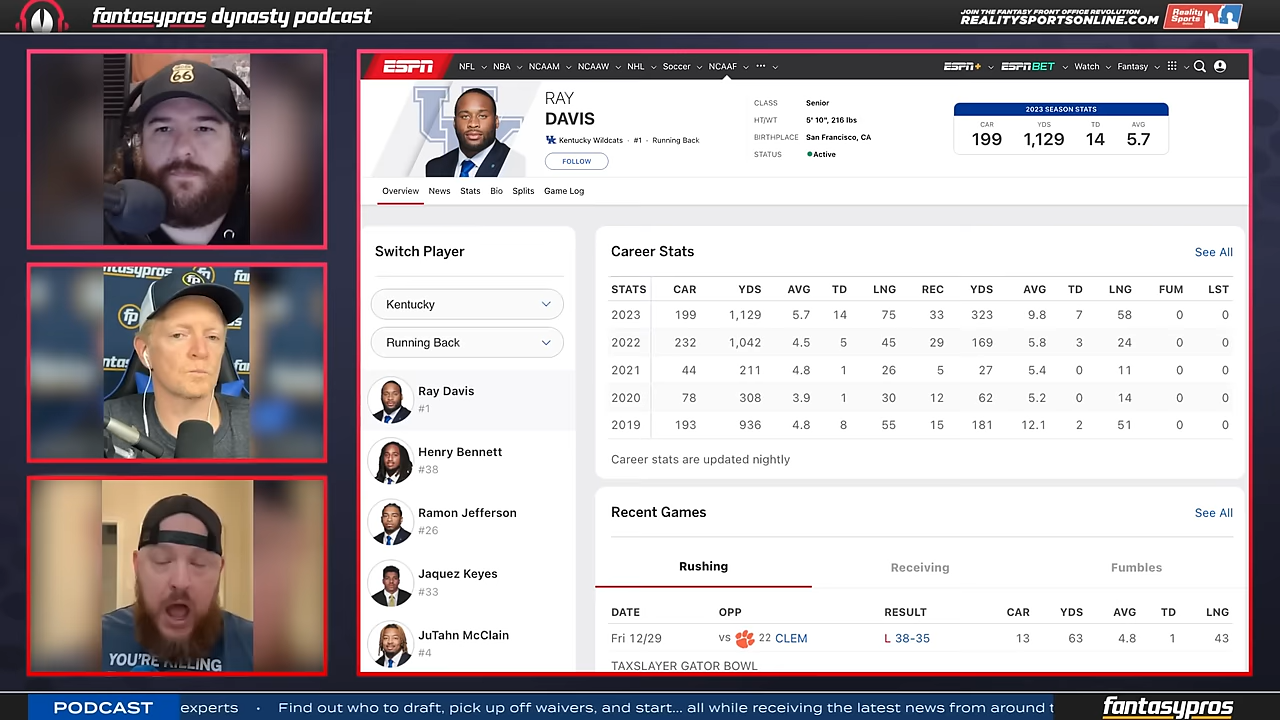 fantasypros dynasty podcast
JOIN THE FANTASY FRONT OFFICE REVOLUTION
REALITYSPORTSONLINE.COM
Reality Sports Online
66
fantasypros
fp
YOU'RE KILLING
ESPN NFL NBA NCAAM NCAAW NHL Soccer NCAAF ... ESPN+ ESPN BET Watch Fantasy
RAY
DAVIS
Kentucky Wildcats · #1 · Running Back
FOLLOW
CLASS Senior
HT/WT 5' 10", 216 lbs
BIRTHPLACE San Francisco, CA
STATUS Active
2023 SEASON STATS
CAR YDS TD AVG
199 1,129 14 5.7
Overview News Stats Bio Splits Game Log
Switch Player
Kentucky
Running Back
Ray Davis
#1
Henry Bennett
#38
Ramon Jefferson
#26
Jaquez Keyes
#33
JuTahn McClain
#4
Career Stats See All
STATS CAR YDS AVG TD LNG REC YDS AVG TD LNG FUM LST
2023 199 1,129 5.7 14 75 33 323 9.8 7 58 0 0
2022 232 1,042 4.5 5 45 29 169 5.8 3 24 0 0
2021 44 211 4.8 1 26 5 27 5.4 0 11 0 0
2020 78 308 3.9 1 30 12 62 5.2 0 14 0 0
2019 193 936 4.8 8 55 15 181 12.1 2 51 0 0
Career stats are updated nightly
Recent Games See All
Rushing Receiving Fumbles
DATE OPP RESULT CAR YDS AVG TD LNG
Fri 12/29 vs 22 CLEM L 38-35 13 63 4.8 1 43
TAXSLAYER GATOR BOWL
PODCAST experts · Find out who to draft, pick up off waivers, and start... all while receiving the latest news from around t
fantasypros